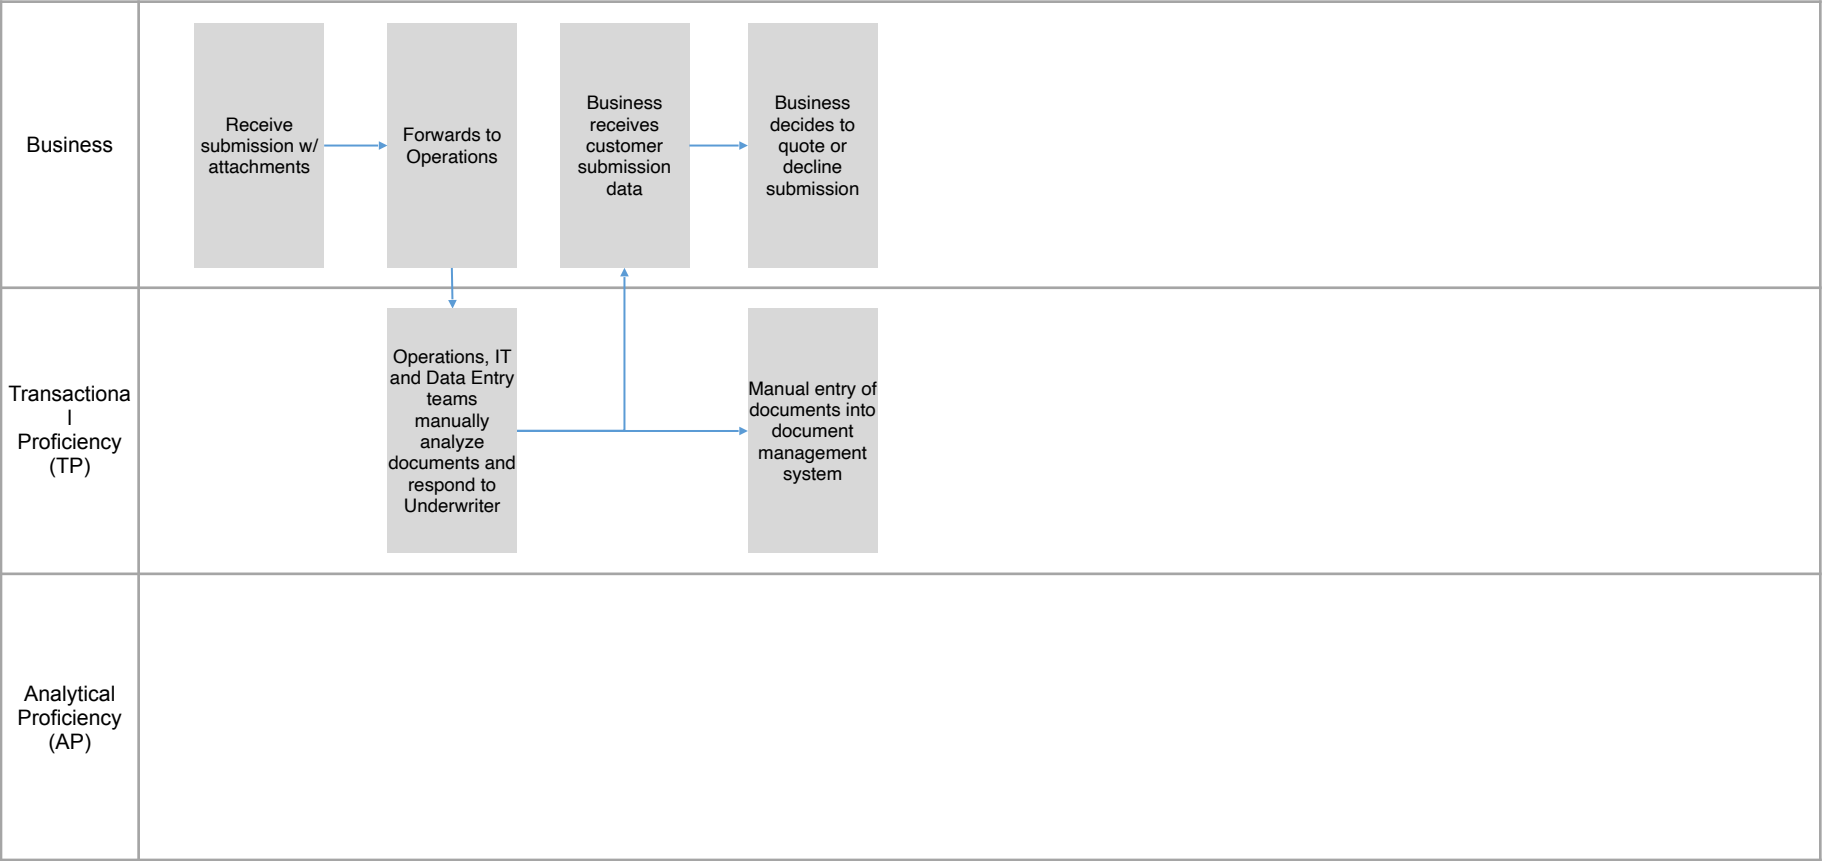 Business
Receive
submission w/
attachments
Forwards to
Operations
Business
receives
customer
submission
data
Business
decides to
quote or
decline
submission
Transactiona
l
Proficiency
(TP)
Operations, IT
and Data Entry
teams
manually
analyze
documents and
respond to
Underwriter
Manual entry of
documents into
document
management
system
Analytical
Proficiency
(AP)